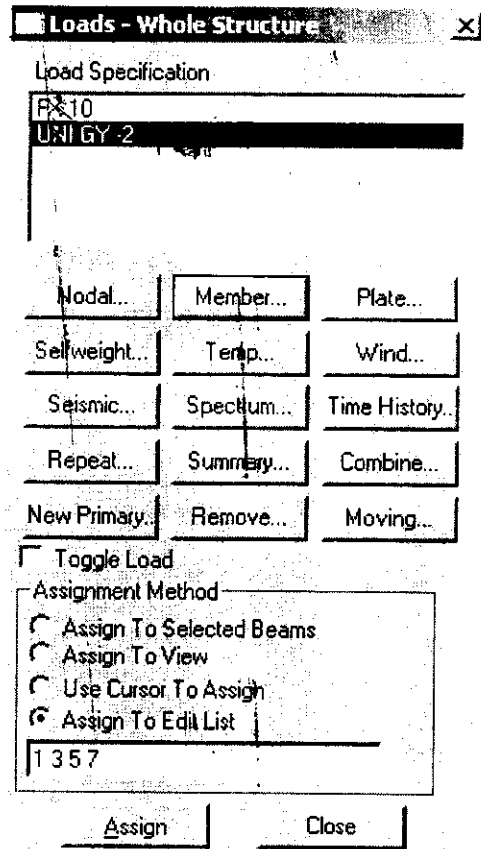 Loads - Whole Structure
Load Specification
FX 10
UNI GY -2
Nodal... Member... Plate...
Selfweight... Temp... Wind...
Seismic... Spectrum... Time History..
Repeat... Summary... Combine...
New Primary.. Remove... Moving...
Toggle Load
Assignment Method
Assign To Selected Beams
Assign To View
Use Cursor To Assign
Assign To Edit List
1 3 5 7
Assign Close